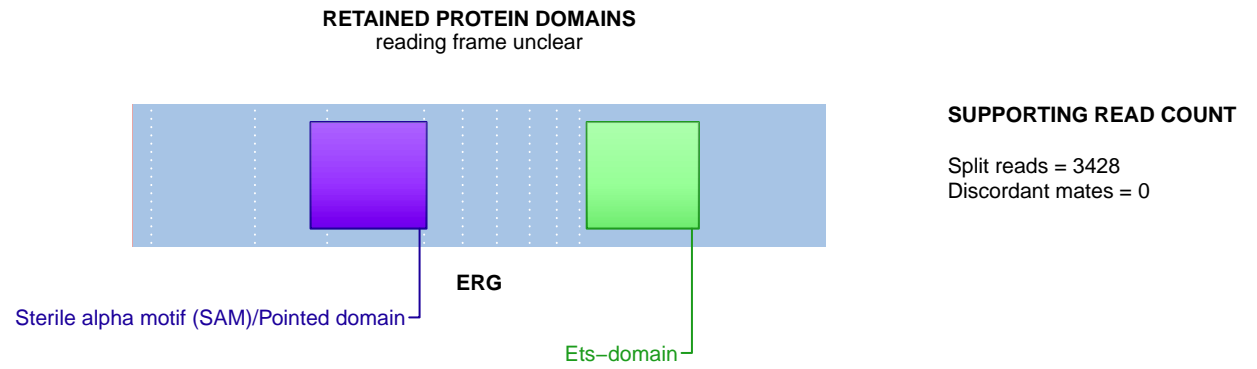 RETAINED PROTEIN DOMAINS
reading frame unclear
SUPPORTING READ COUNT
Split reads = 3428
Discordant mates = 0
ERG
Sterile alpha motif (SAM)/Pointed domain
Ets−domain